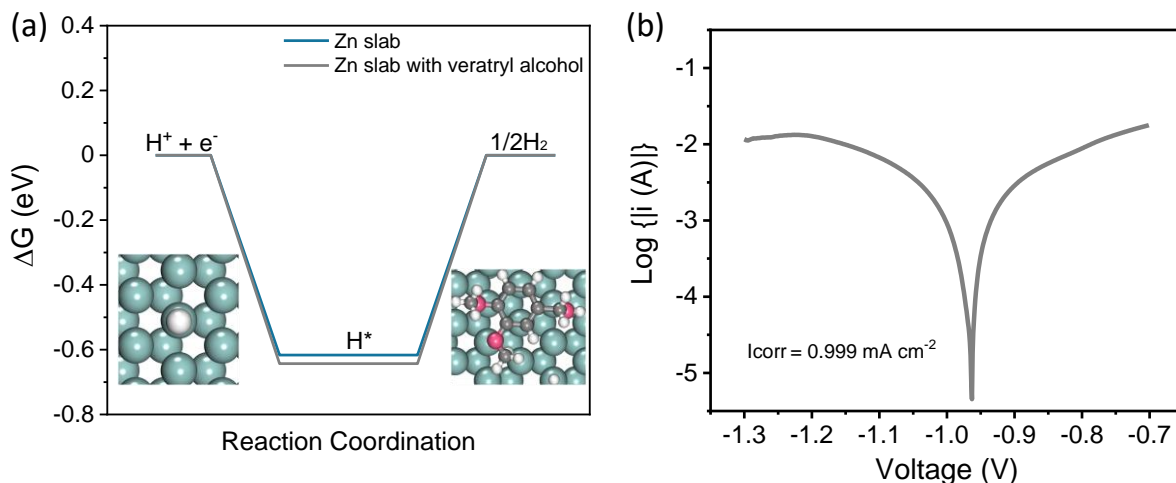 (a)
Zn slab
Zn slab with veratryl alcohol
0.4
0.2
0
-0.2
-0.4
-0.6
-0.8
ΔG (eV)
H⁺ + e⁻
1/2H₂
H*
Reaction Coordination
(b)
-1
-2
-3
-4
-5
Log {|i (A)|}
Icorr = 0.999 mA cm⁻²
-1.3 -1.2 -1.1 -1.0 -0.9 -0.8 -0.7
Voltage (V)